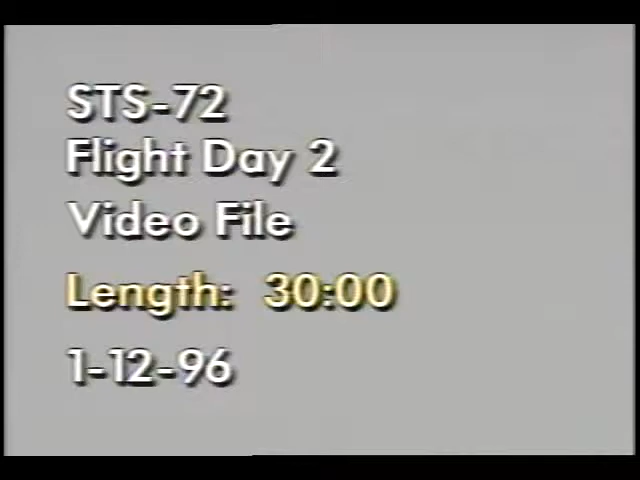 STS-72
Flight Day 2
Video File
Length: 30:00
1-12-96